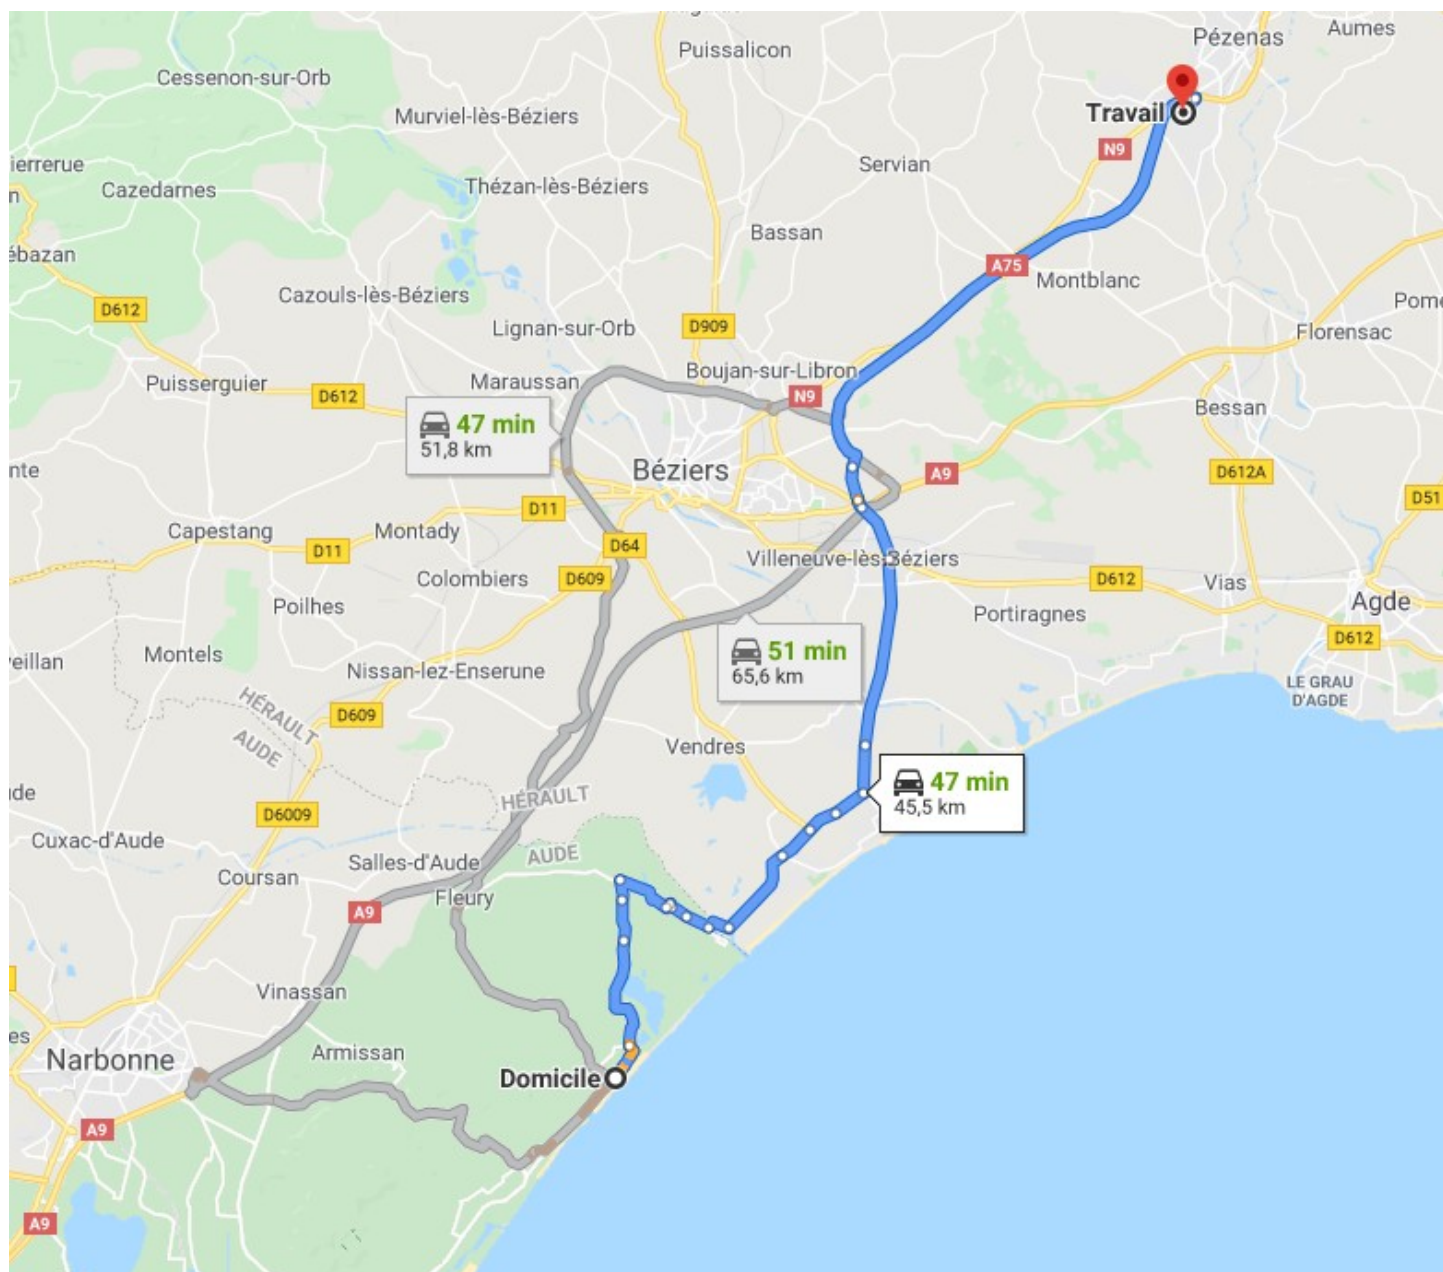 Puissalicon
Pézenas
Aumes
Cessenon-sur-Orb
Murviel-lès-Béziers
Travail
N9
ierrerue
Servian
Cazedarnes
Thézan-lès-Béziers
n
Bassan
ébazan
A75
Montblanc
Cazouls-lès-Béziers
D612
Pome
Lignan-sur-Orb
D909
Florensac
Boujan-sur-Libron
Puisserguier
Maraussan
D612
N9
Bessan
47 min
51,8 km
nte
Béziers
A9
D612A
D51
D11
Capestang
Montady
D11
D64
Villeneuve-lès-Béziers
Colombiers
D609
D612
Vias
Agde
Poilhes
Portiragnes
D612
Montels
51 min
65,6 km
eillan
Nissan-lez-Enserune
LE GRAU
D'AGDE
HÉRAULT
AUDE
D609
Vendres
47 min
45,5 km
de
HÉRAULT
D6009
Cuxac-d'Aude
AUDE
Salles-d'Aude
Coursan
Fleury
A9
Vinassan
es
Narbonne
Armissan
Domicile
A9
A9